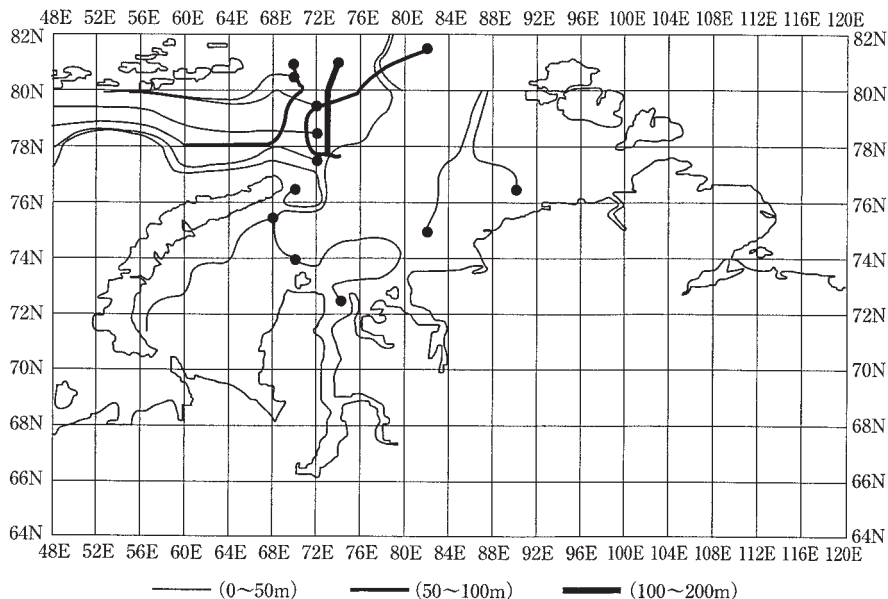 48E 52E 56E 60E 64E 68E 72E 76E 80E 84E 88E 92E 96E 100E 104E 108E 112E 116E 120E
82N 82N
80N 80N
78N 78N
76N 76N
74N 74N
72N 72N
70N 70N
68N 68N
66N 66N
64N 64N
48E 52E 56E 60E 64E 68E 72E 76E 80E 84E 88E 92E 96E 100E 104E 108E 112E 116E 120E
(0～50m) (50～100m) (100～200m)